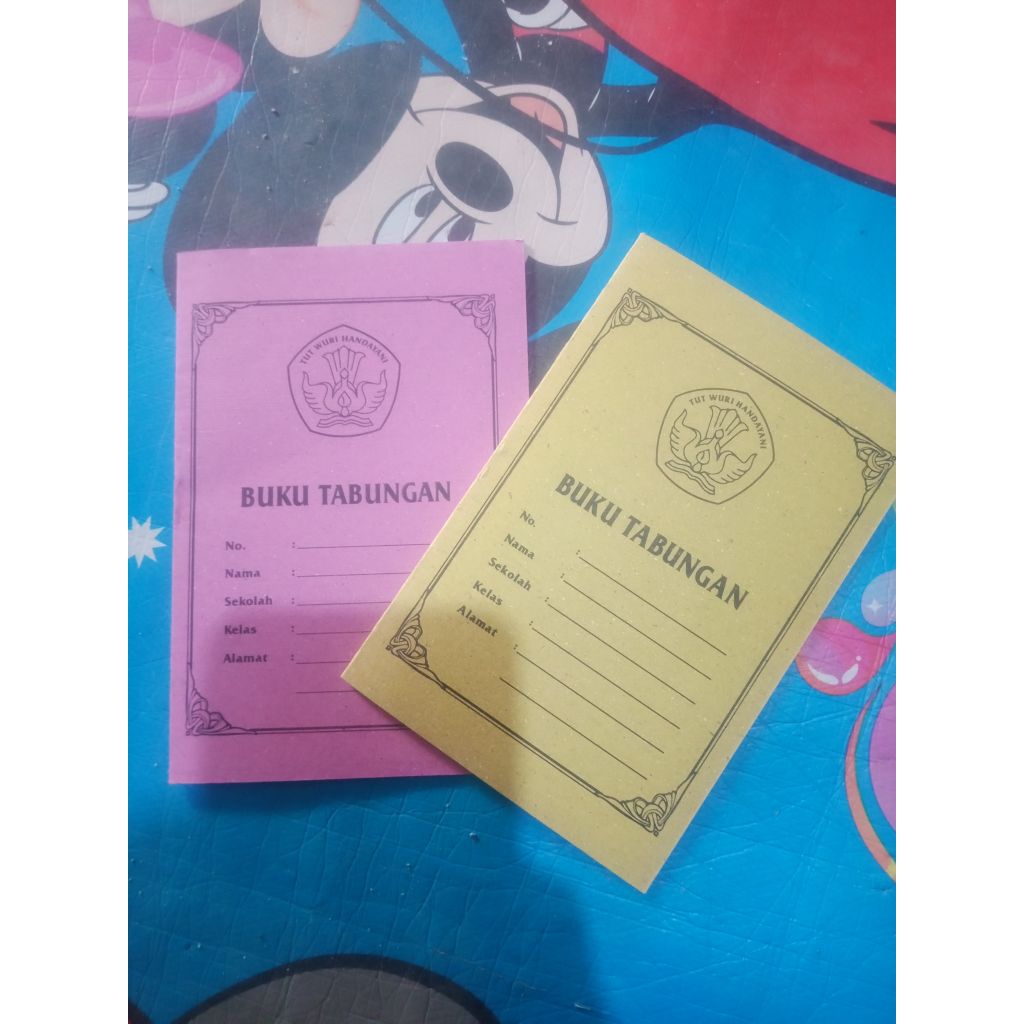 TUT WURI HANDAYANI
BUKU TABUNGAN
No. :
Nama :
Sekolah :
Kelas :
Alamat :
TUT WURI HANDAYANI
BUKU TABUNGAN
No. :
Nama :
Sekolah :
Kelas :
Alamat :